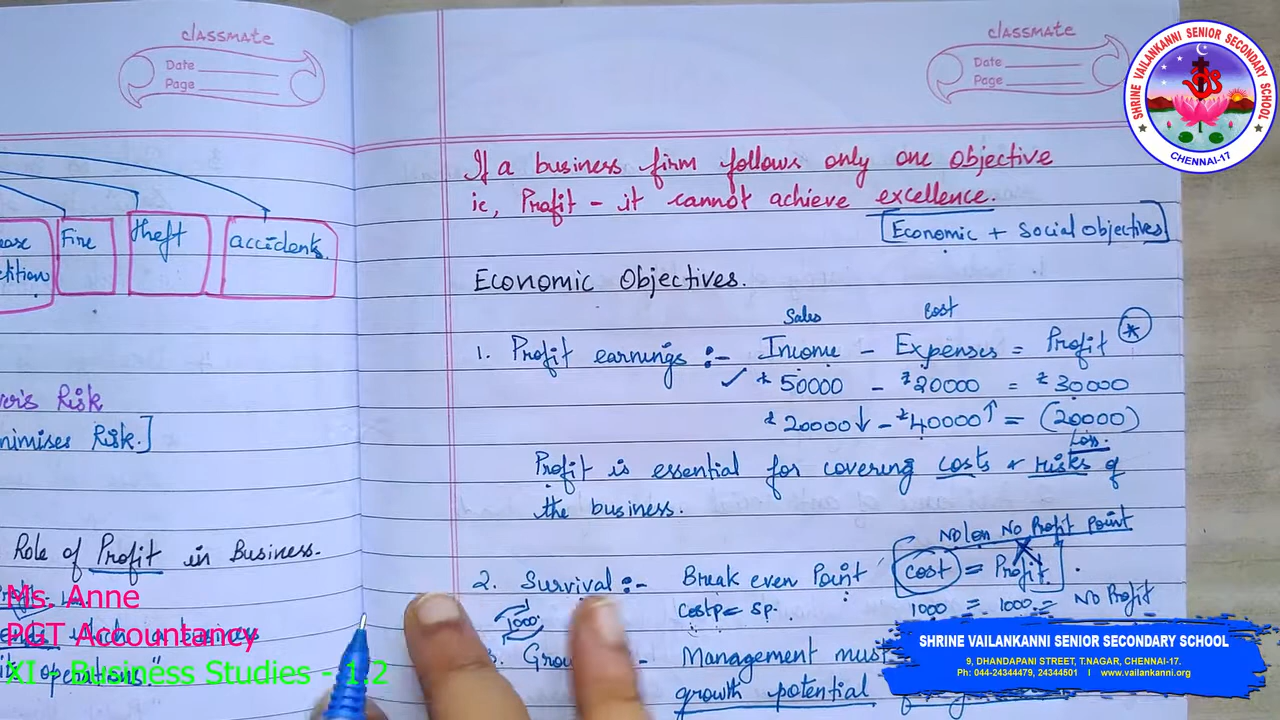 classmate
Date
Page
Fire
theft
accidents.
Risk
Risk.]
Role of Profit in Business.
classmate
Date
Page
If a business firm follows only one objective
ie, Profit - it cannot achieve excellence.
[Economic + Social objectives]
Economic Objectives.
Sales Cost
1. Profit earnings :- Income - Expenses = Profit *
✓ ₹50000 - ₹20000 = ₹30000
₹20000↓ - ₹40000↑ = (20000)
Loss.
Profit is essential for covering costs & risks of
the business.
No Profit Point
2. Survival :- Break even Point cost = Profit.
1000 costp = sp. 1000 = 1000 = No Profit
Management must
growth potential
Ms. Anne
PGT Accountancy
XI - Business Studies - 1.2
SHRINE VAILANKANNI SENIOR SECONDARY SCHOOL
CHENNAI-17
SHRINE VAILANKANNI SENIOR SECONDARY SCHOOL
9, DHANDAPANI STREET, T.NAGAR, CHENNAI-17.
Ph: 044-24344479, 24344501 I www.vailankanni.org